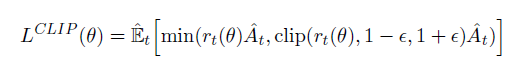 L^{CLIP}(θ) = Ê_t[min(r_t(θ)Â_t, clip(r_t(θ), 1 − ϵ, 1 + ϵ)Â_t)]